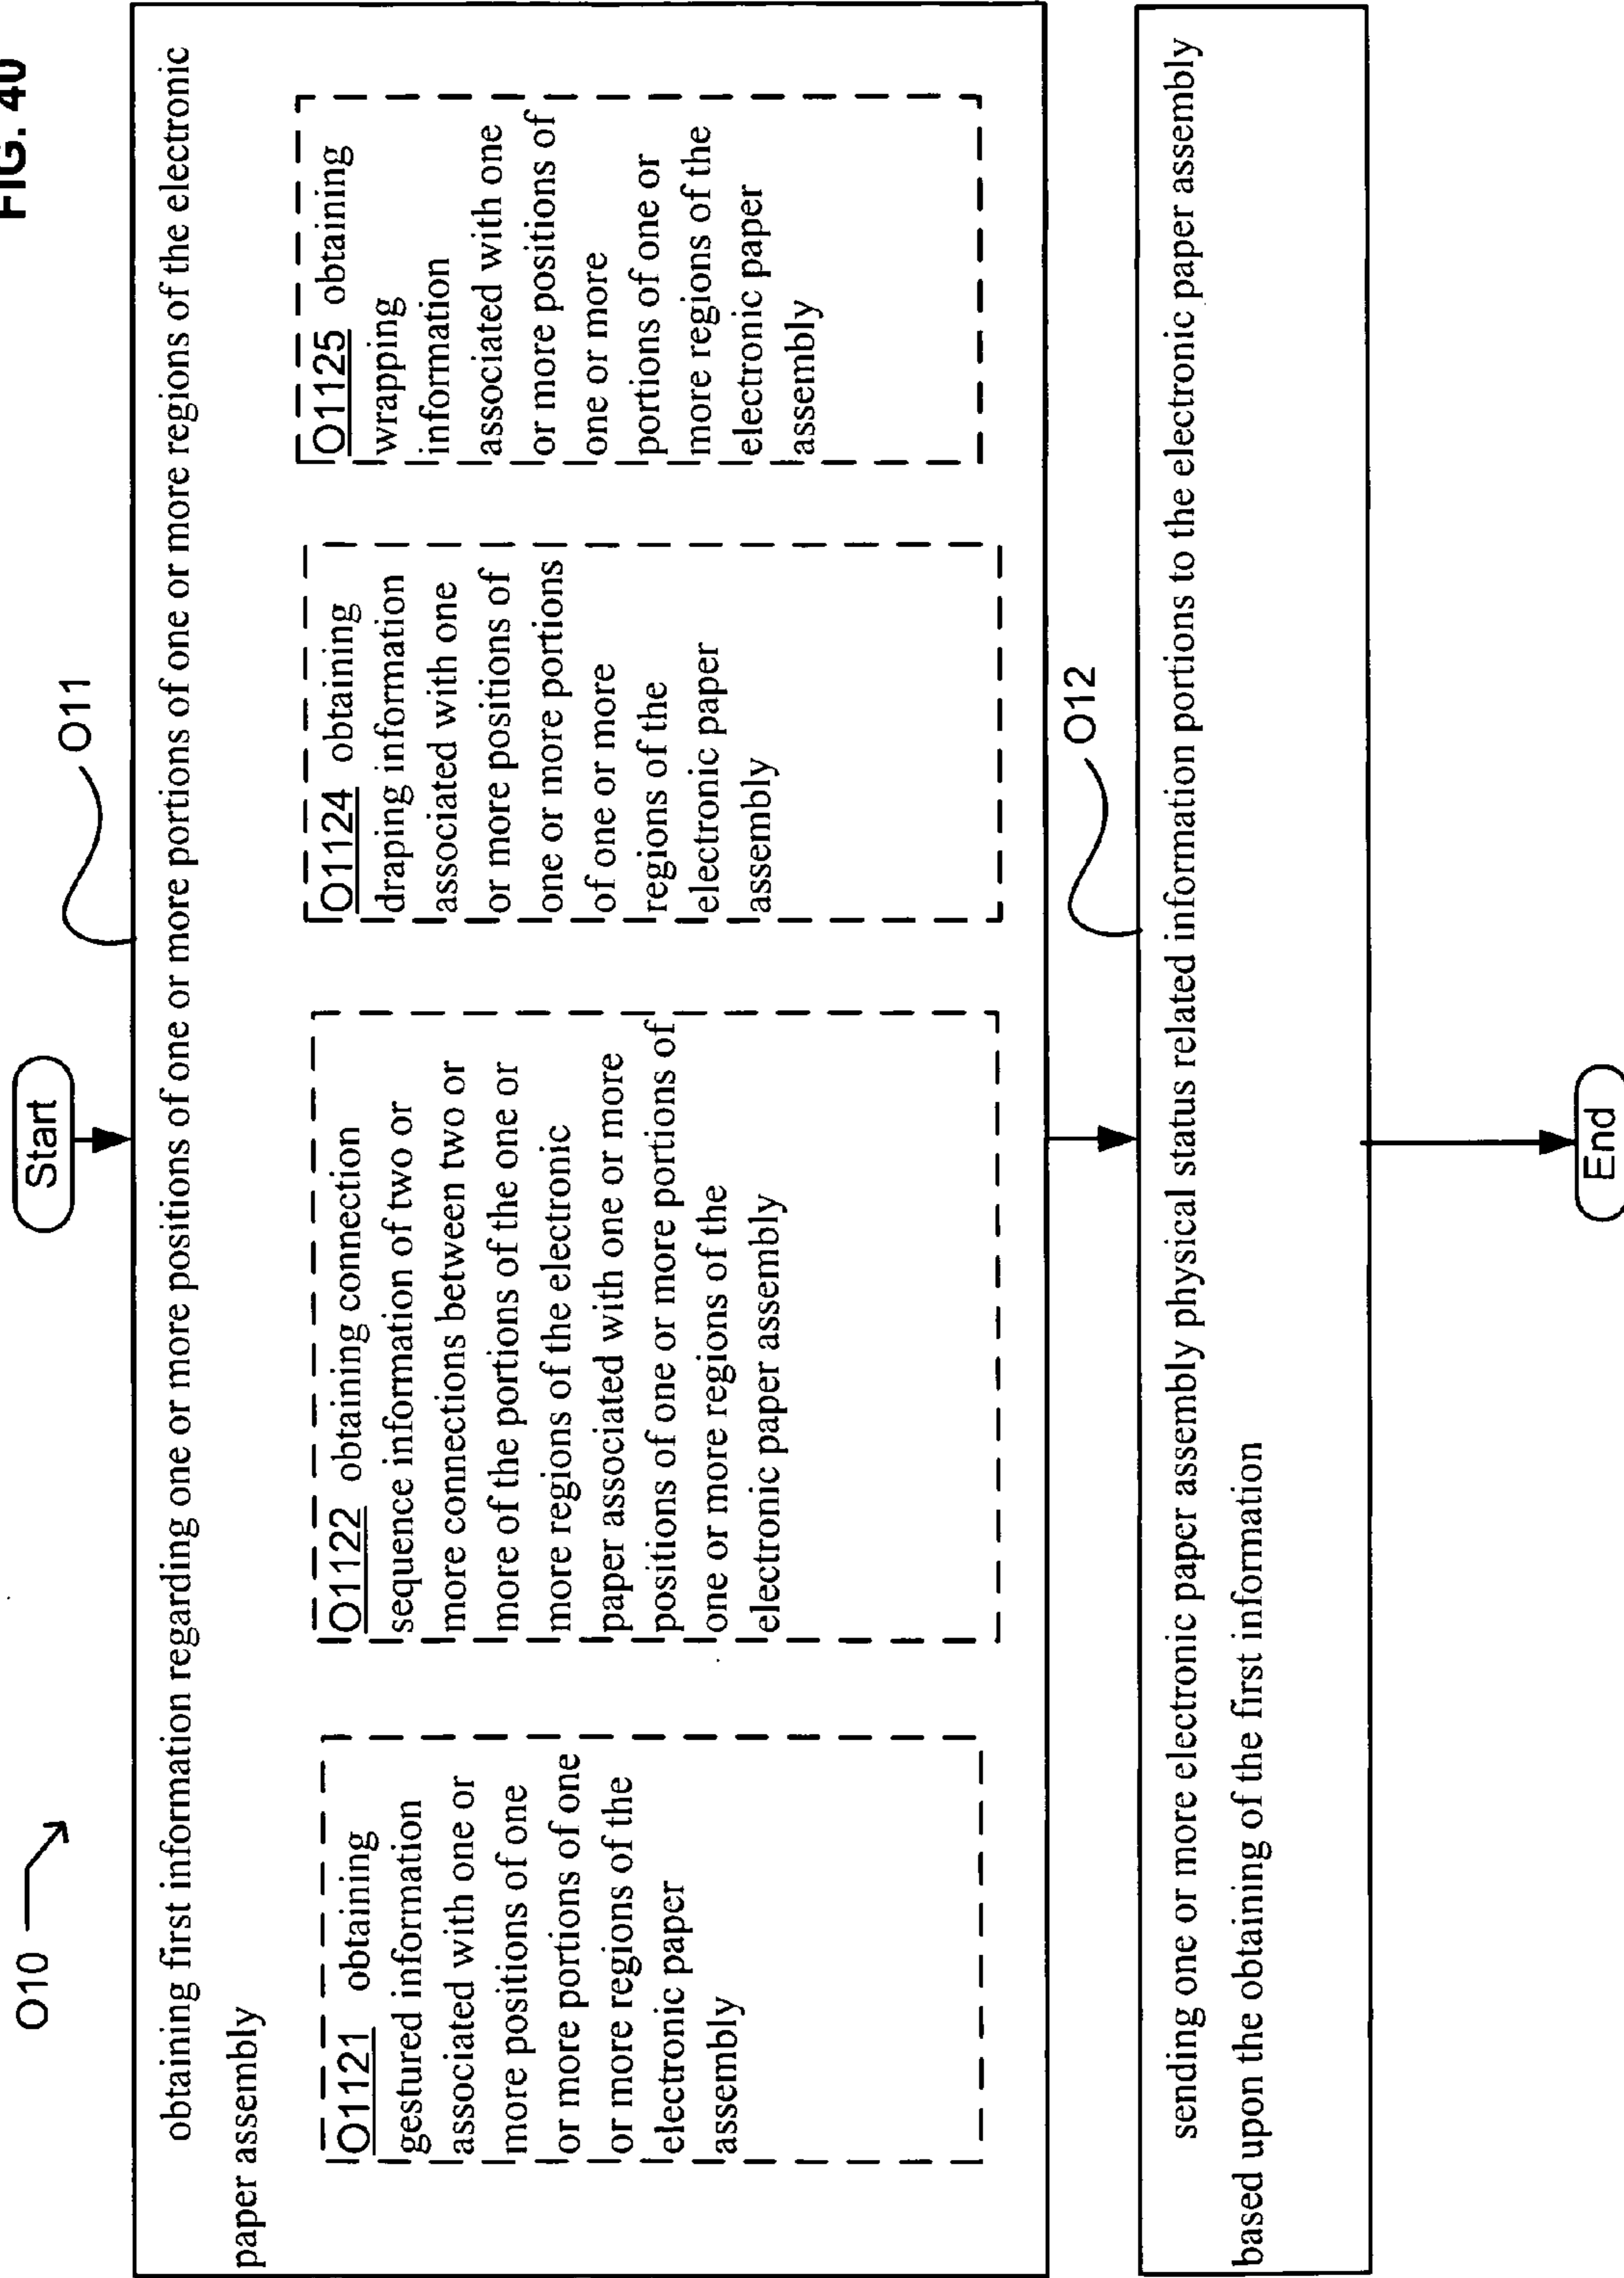 FIG. 40
O10
Start
O11
obtaining first information regarding one or more positions of one or more portions of one or more regions of the electronic
paper assembly
O1121 obtaining
gestured information
associated with one or
more positions of one
or more portions of one
or more regions of the
electronic paper
assembly
O1122 obtaining connection
sequence information of two or
more connections between two or
more of the portions of the one or
more regions of the electronic
paper associated with one or more
positions of one or more portions of
one or more regions of the
electronic paper assembly
O1124 obtaining
draping information
associated with one
or more positions of
one or more portions
of one or more
regions of the
electronic paper
assembly
O1125 obtaining
wrapping
information
associated with one
or more positions of
one or more
portions of one or
more regions of the
electronic paper
assembly
O12
sending one or more electronic paper assembly physical status related information portions to the electronic paper assembly
based upon the obtaining of the first information
End